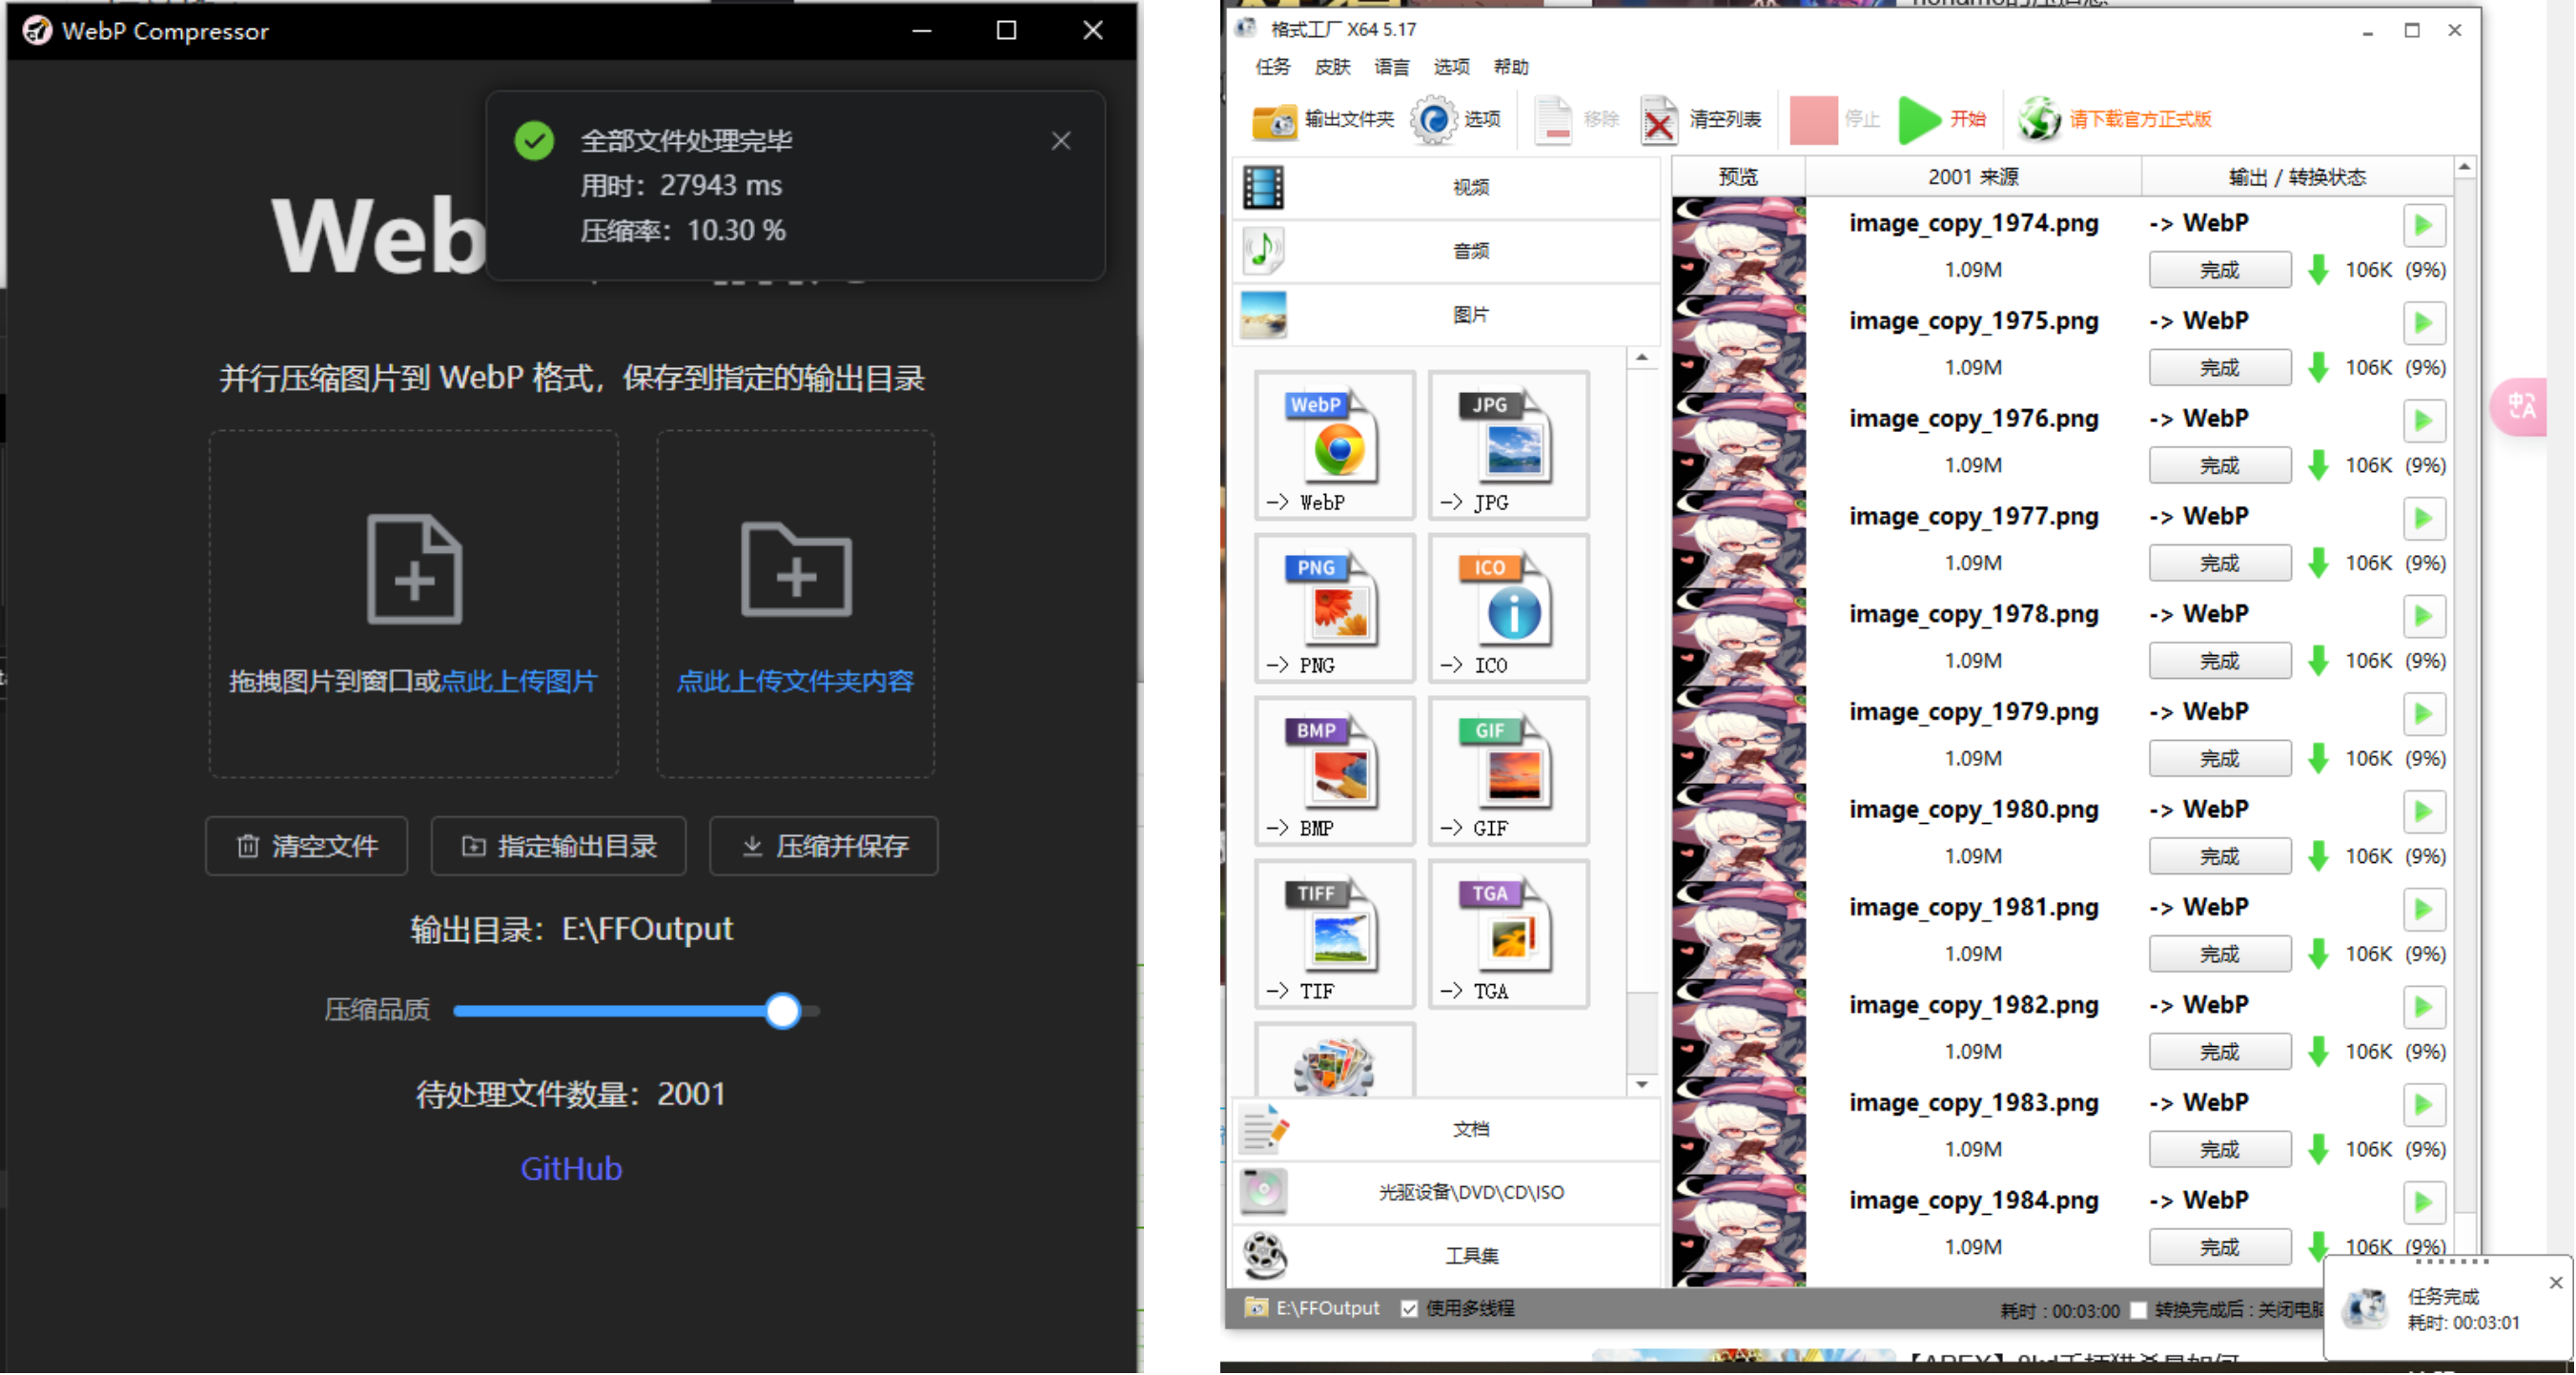 WebP Compressor
全部文件处理完毕
用时：27943 ms
压缩率：10.30 %
Web
并行压缩图片到 WebP 格式，保存到指定的输出目录
拖拽图片到窗口或点此上传图片
点此上传文件夹内容
清空文件
指定输出目录
压缩并保存
输出目录：E:\FFOutput
压缩品质
待处理文件数量：2001
GitHub
格式工厂 X64 5.17
任务 皮肤 语言 选项 帮助
输出文件夹 选项 移除 清空列表 停止 开始 请下载官方正式版
视频
音频
图片
WebP
-> WebP
JPG
-> JPG
PNG
-> PNG
ICO
-> ICO
BMP
-> BMP
GIF
-> GIF
TIFF
-> TIF
TGA
-> TGA
文档
光驱设备\DVD\CD\ISO
工具集
预览 2001 来源 输出 / 转换状态
image_copy_1974.png -> WebP
1.09M 完成 106K (9%)
image_copy_1975.png -> WebP
1.09M 完成 106K (9%)
image_copy_1976.png -> WebP
1.09M 完成 106K (9%)
image_copy_1977.png -> WebP
1.09M 完成 106K (9%)
image_copy_1978.png -> WebP
1.09M 完成 106K (9%)
image_copy_1979.png -> WebP
1.09M 完成 106K (9%)
image_copy_1980.png -> WebP
1.09M 完成 106K (9%)
image_copy_1981.png -> WebP
1.09M 完成 106K (9%)
image_copy_1982.png -> WebP
1.09M 完成 106K (9%)
image_copy_1983.png -> WebP
1.09M 完成 106K (9%)
image_copy_1984.png -> WebP
1.09M 完成 106K (9%)
E:\FFOutput 使用多线程 耗时 : 00:03:00 转换完成后 : 关闭电脑
任务完成
耗时: 00:03:01
中A